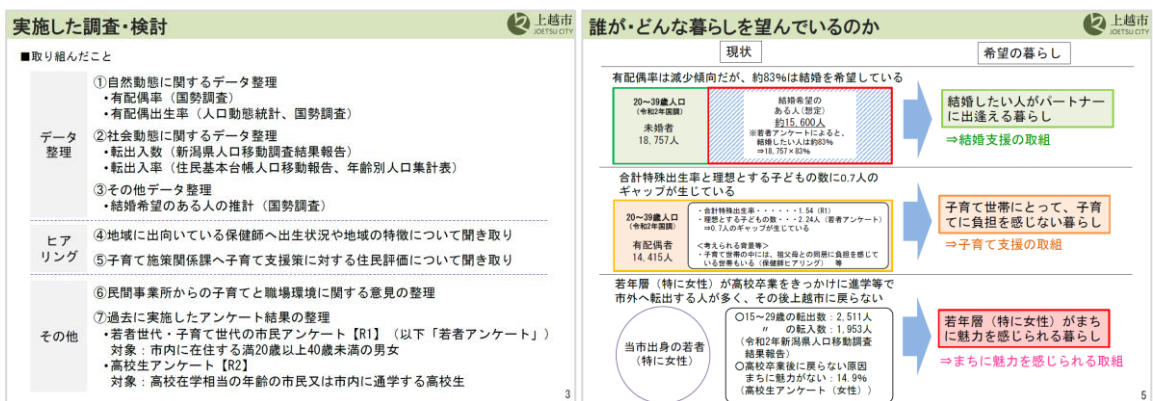 実施した調査・検討
上越市
JOETSU CITY
■取り組んだこと
データ
整理
①自然動態に関するデータ整理
・有配偶率（国勢調査）
・有配偶出生率（人口動態統計、国勢調査）
②社会動態に関するデータ整理
・転出入数（新潟県人口移動調査結果報告）
・転出入率（住民基本台帳人口移動報告、年齢別人口集計表）
③その他データ整理
・結婚希望のある人の推計（国勢調査）
ヒア
リング
④地域に出向いている保健師へ出生状況や地域の特徴について聞き取り
⑤子育て施策関係課へ子育て支援策に対する住民評価について聞き取り
その他
⑥民間事業所からの子育てと職場環境に関する意見の整理
⑦過去に実施したアンケート結果の整理
・若者世代・子育て世代の市民アンケート【R1】（以下「若者アンケート」）
対象：市内に在住する満20歳以上40歳未満の男女
・高校生アンケート【R2】
対象：高校在学相当の年齢の市民又は市内に通学する高校生
3
誰が・どんな暮らしを望んでいるのか
上越市
JOETSU CITY
現状
希望の暮らし
有配偶率は減少傾向だが、約83%は結婚を希望している
20～39歳人口
（令和2年国調）
未婚者
18,757人
結婚希望の
ある人（想定）
約15,600人
※若者アンケートによると、
結婚したい人は約83%
⇒18,757×83%
結婚したい人がパートナー
に出逢える暮らし
⇒結婚支援の取組
合計特殊出生率と理想とする子どもの数に0.7人の
ギャップが生じている
20～39歳人口
（令和2年国調）
有配偶者
14,415人
・合計特殊出生率・・・・・・1.54（R1）
・理想とする子どもの数・・・2.24人（若者アンケート）
⇒0.7人のギャップが生じている
＜考えられる背景等＞
・子育て世帯の中には、祖父母との同居に負担を感じて
いる世帯もいる（保健師ヒアリング） 等
子育て世帯にとって、子育
てに負担を感じない暮らし
⇒子育て支援の取組
若年層（特に女性）が高校卒業をきっかけに進学等で
市外へ転出する人が多く、その後上越市に戻らない
当市出身の若者
（特に女性）
○15～29歳の転出数：2,511人
〃 の転入数：1,953人
（令和2年新潟県人口移動調査
結果報告）
○高校卒業後に戻らない原因
まちに魅力がない：14.9%
（高校生アンケート（女性））
若年層（特に女性）がまち
に魅力を感じられる暮らし
⇒まちに魅力を感じられる取組
5